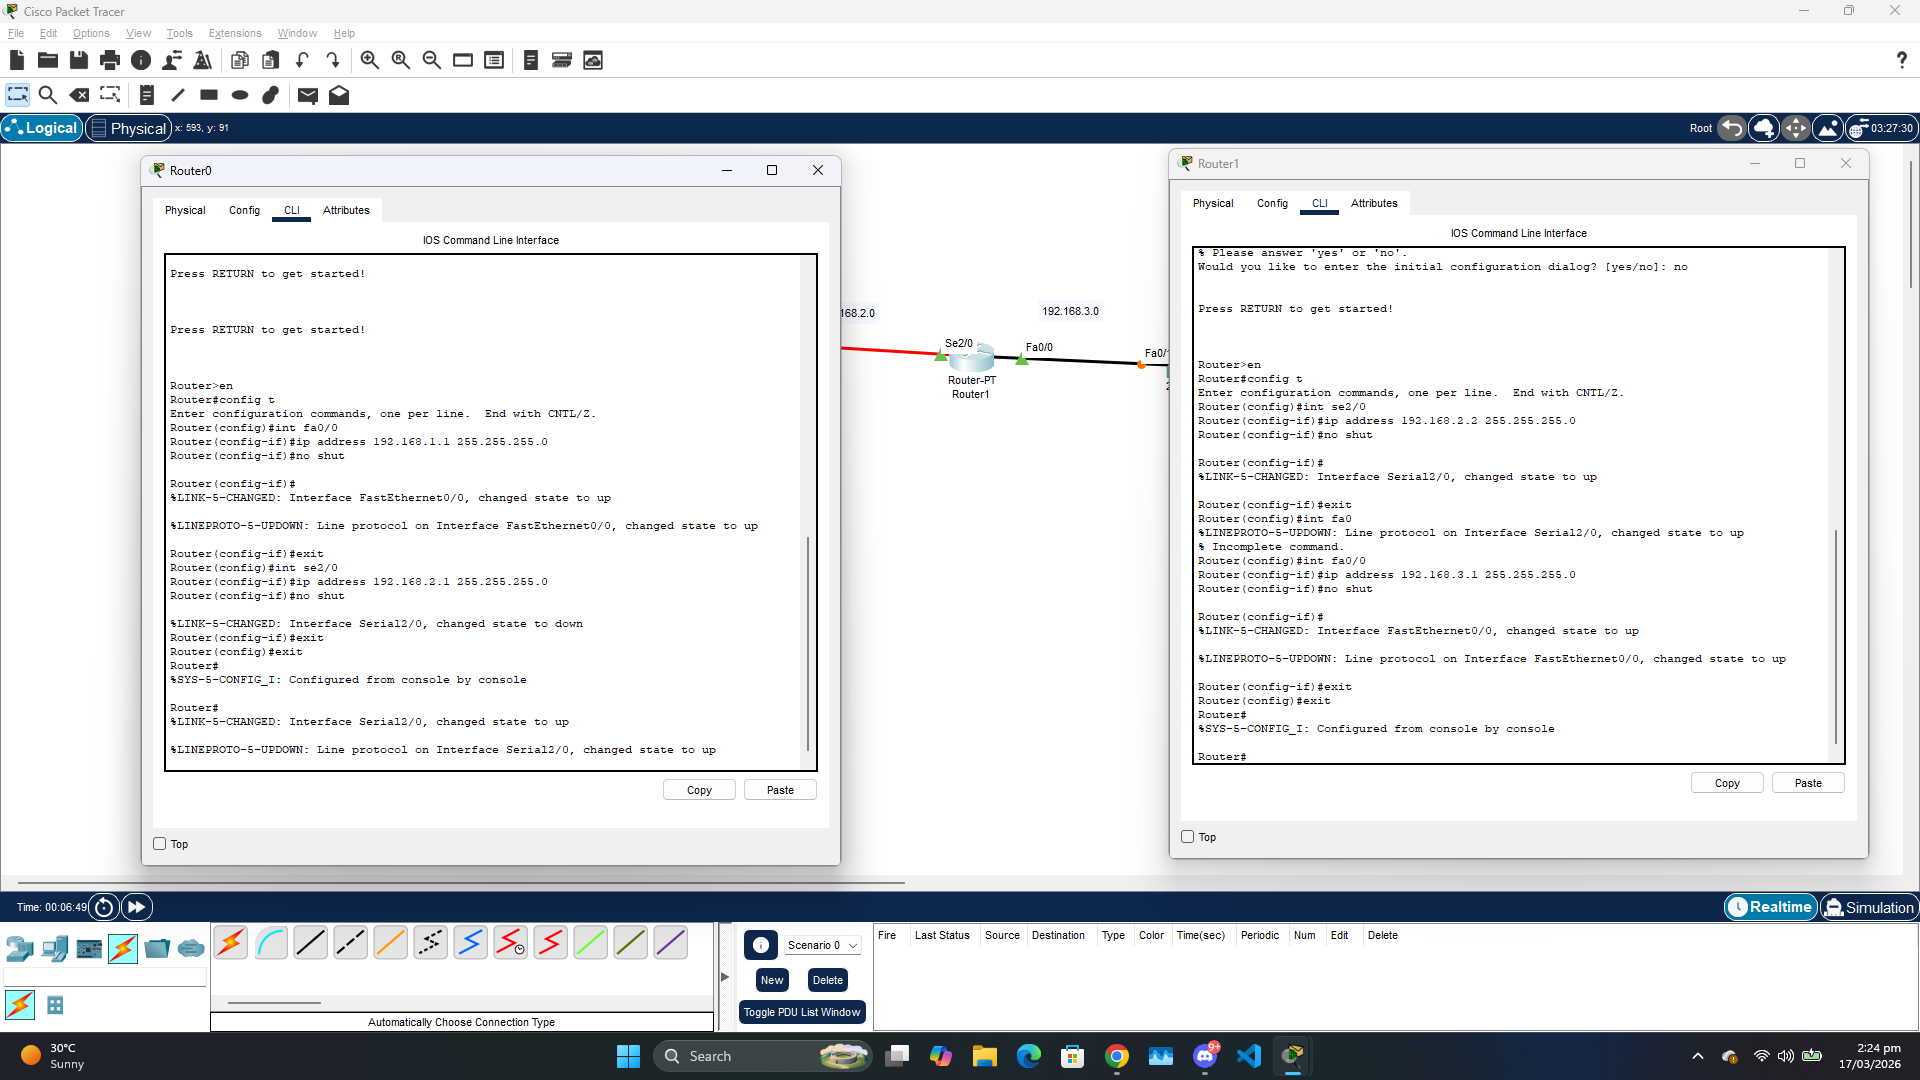 Cisco Packet Tracer
File Edit Options View Tools Extensions Window Help
Logical Physical x: 593, y: 91 Root 03:27:30
Router0
Physical Config CLI Attributes
IOS Command Line Interface
Press RETURN to get started!
Press RETURN to get started!
Router>en
Router#config t
Enter configuration commands, one per line. End with CNTL/Z.
Router(config)#int fa0/0
Router(config-if)#ip address 192.168.1.1 255.255.255.0
Router(config-if)#no shut
Router(config-if)#
%LINK-5-CHANGED: Interface FastEthernet0/0, changed state to up
%LINEPROTO-5-UPDOWN: Line protocol on Interface FastEthernet0/0, changed state to up
Router(config-if)#exit
Router(config)#int se2/0
Router(config-if)#ip address 192.168.2.1 255.255.255.0
Router(config-if)#no shut
%LINK-5-CHANGED: Interface Serial2/0, changed state to down
Router(config-if)#exit
Router(config)#exit
Router#
%SYS-5-CONFIG_I: Configured from console by console
Router#
%LINK-5-CHANGED: Interface Serial2/0, changed state to up
%LINEPROTO-5-UPDOWN: Line protocol on Interface Serial2/0, changed state to up
Copy Paste
Top
168.2.0
192.168.3.0
Se2/0
Fa0/0
Fa0/1
Router-PT
Router1
Router1
Physical Config CLI Attributes
IOS Command Line Interface
% Please answer 'yes' or 'no'.
Would you like to enter the initial configuration dialog? [yes/no]: no
Press RETURN to get started!
Router>en
Router#config t
Enter configuration commands, one per line. End with CNTL/Z.
Router(config)#int se2/0
Router(config-if)#ip address 192.168.2.2 255.255.255.0
Router(config-if)#no shut
Router(config-if)#
%LINK-5-CHANGED: Interface Serial2/0, changed state to up
Router(config-if)#exit
Router(config)#int fa0
%LINEPROTO-5-UPDOWN: Line protocol on Interface Serial2/0, changed state to up
% Incomplete command.
Router(config)#int fa0/0
Router(config-if)#ip address 192.168.3.1 255.255.255.0
Router(config-if)#no shut
Router(config-if)#
%LINK-5-CHANGED: Interface FastEthernet0/0, changed state to up
%LINEPROTO-5-UPDOWN: Line protocol on Interface FastEthernet0/0, changed state to up
Router(config-if)#exit
Router(config)#exit
Router#
%SYS-5-CONFIG_I: Configured from console by console
Router#
Copy Paste
Top
Time: 00:06:49 Realtime Simulation
Scenario 0
New Delete
Toggle PDU List Window
Fire Last Status Source Destination Type Color Time(sec) Periodic Num Edit Delete
Automatically Choose Connection Type
30°C
Sunny
Search
9+
2:24 pm
17/03/2026